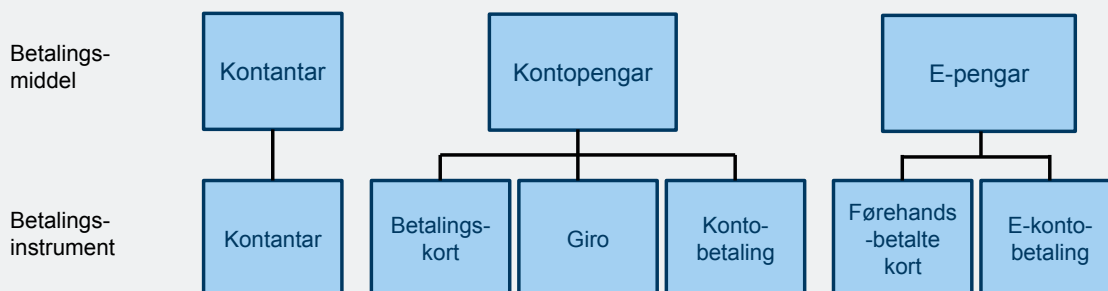 Betalings-
middel
Kontantar
Kontopengar
E-pengar
Betalings-
instrument
Kontantar
Betalings-
kort
Giro
Konto-
betaling
Førehands
-betalte
kort
E-konto-
betaling